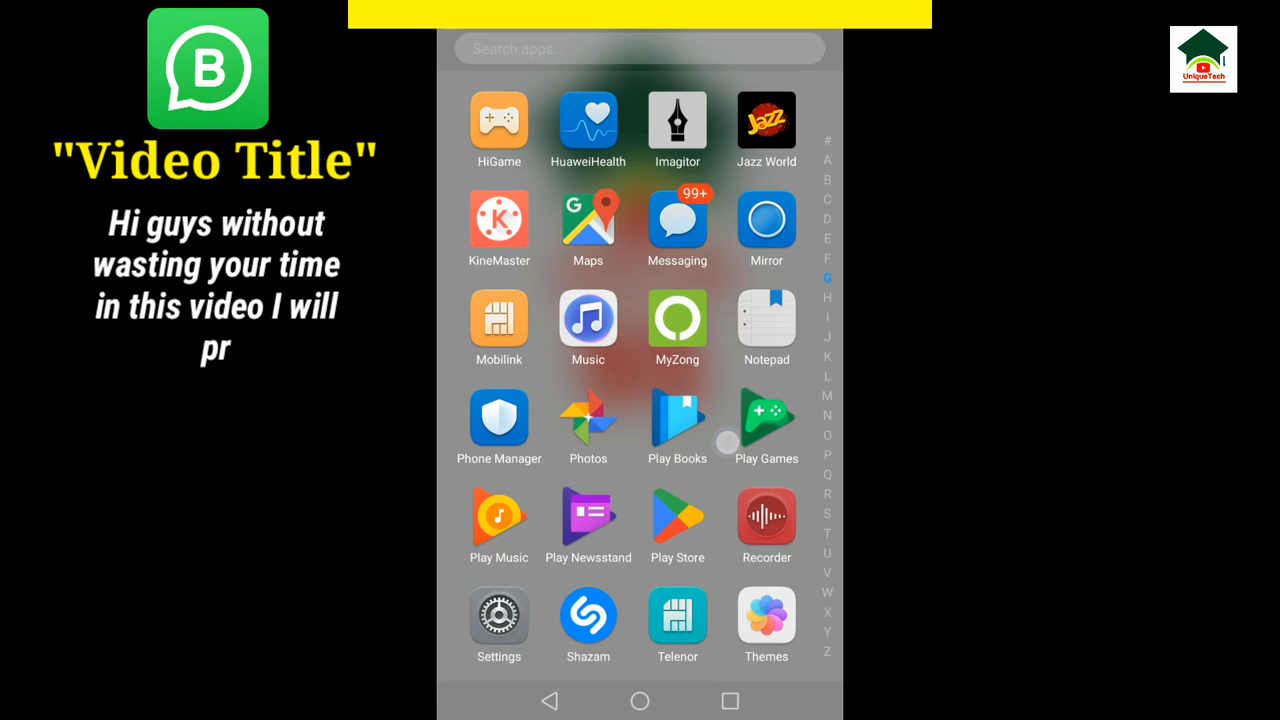 B
"Video Title"
Hi guys without
wasting your time
in this video I will
pr
Search apps...
HiGame
HuaweiHealth
Imagitor
Jazz
Jazz World
K
KineMaster
G
Maps
99+
Messaging
Mirror
Mobilink
Music
MyZong
Notepad
Phone Manager
Photos
Play Books
Play Games
Play Music
Play Newsstand
Play Store
Recorder
Settings
Shazam
Telenor
Themes
#
A
B
C
D
E
F
G
H
I
J
K
L
M
N
O
P
Q
R
S
T
U
V
W
X
Y
Z
UniqueTech